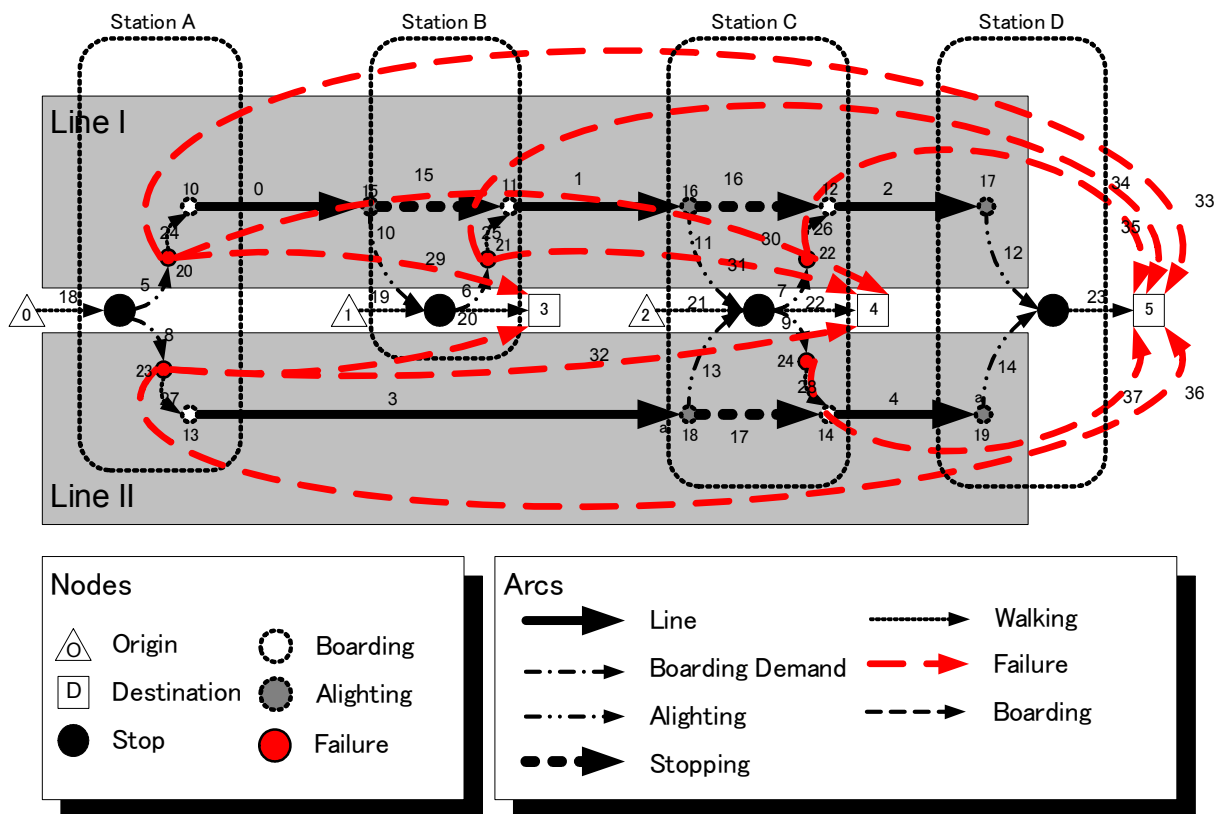 Station A Station B Station C Station D
Line I
10 0 15 15 11 1 16 16 12 2 17
34 33
24 10 25 11 30 26 35
20 29 21 31 22 12
5 6 7
18 19 20 21 22 23
0 1 3 2 4 5
8 9
23 32 24 13 14
27 3 28 4 37 36
13 a 18 17 14 a 19
Line II
Nodes
O Origin
D Destination
Stop
Boarding
Alighting
Failure
Arcs
Line
Boarding Demand
Alighting
Stopping
Walking
Failure
Boarding